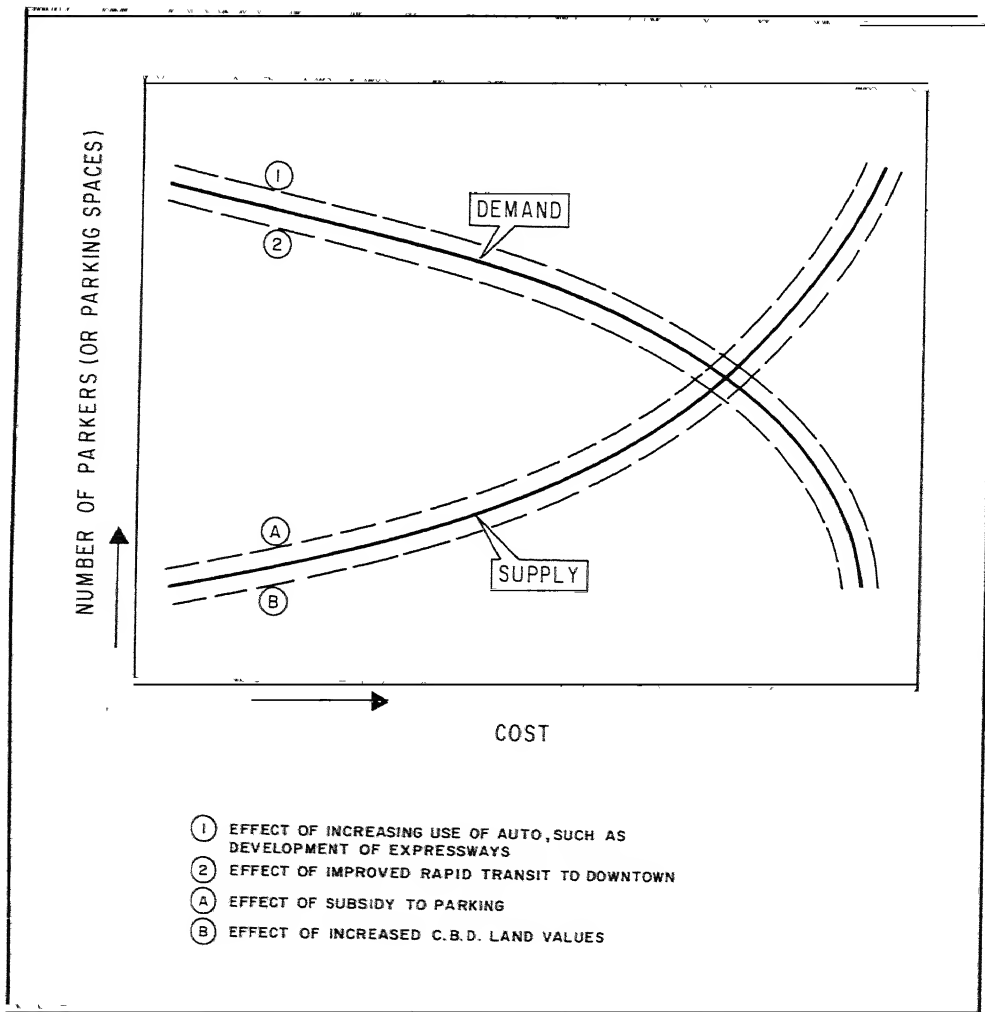 NUMBER OF PARKERS (OR PARKING SPACES)
1
DEMAND
2
A
SUPPLY
B
COST
1 EFFECT OF INCREASING USE OF AUTO, SUCH AS
DEVELOPMENT OF EXPRESSWAYS
2 EFFECT OF IMPROVED RAPID TRANSIT TO DOWNTOWN
A EFFECT OF SUBSIDY TO PARKING
B EFFECT OF INCREASED C.B.D. LAND VALUES